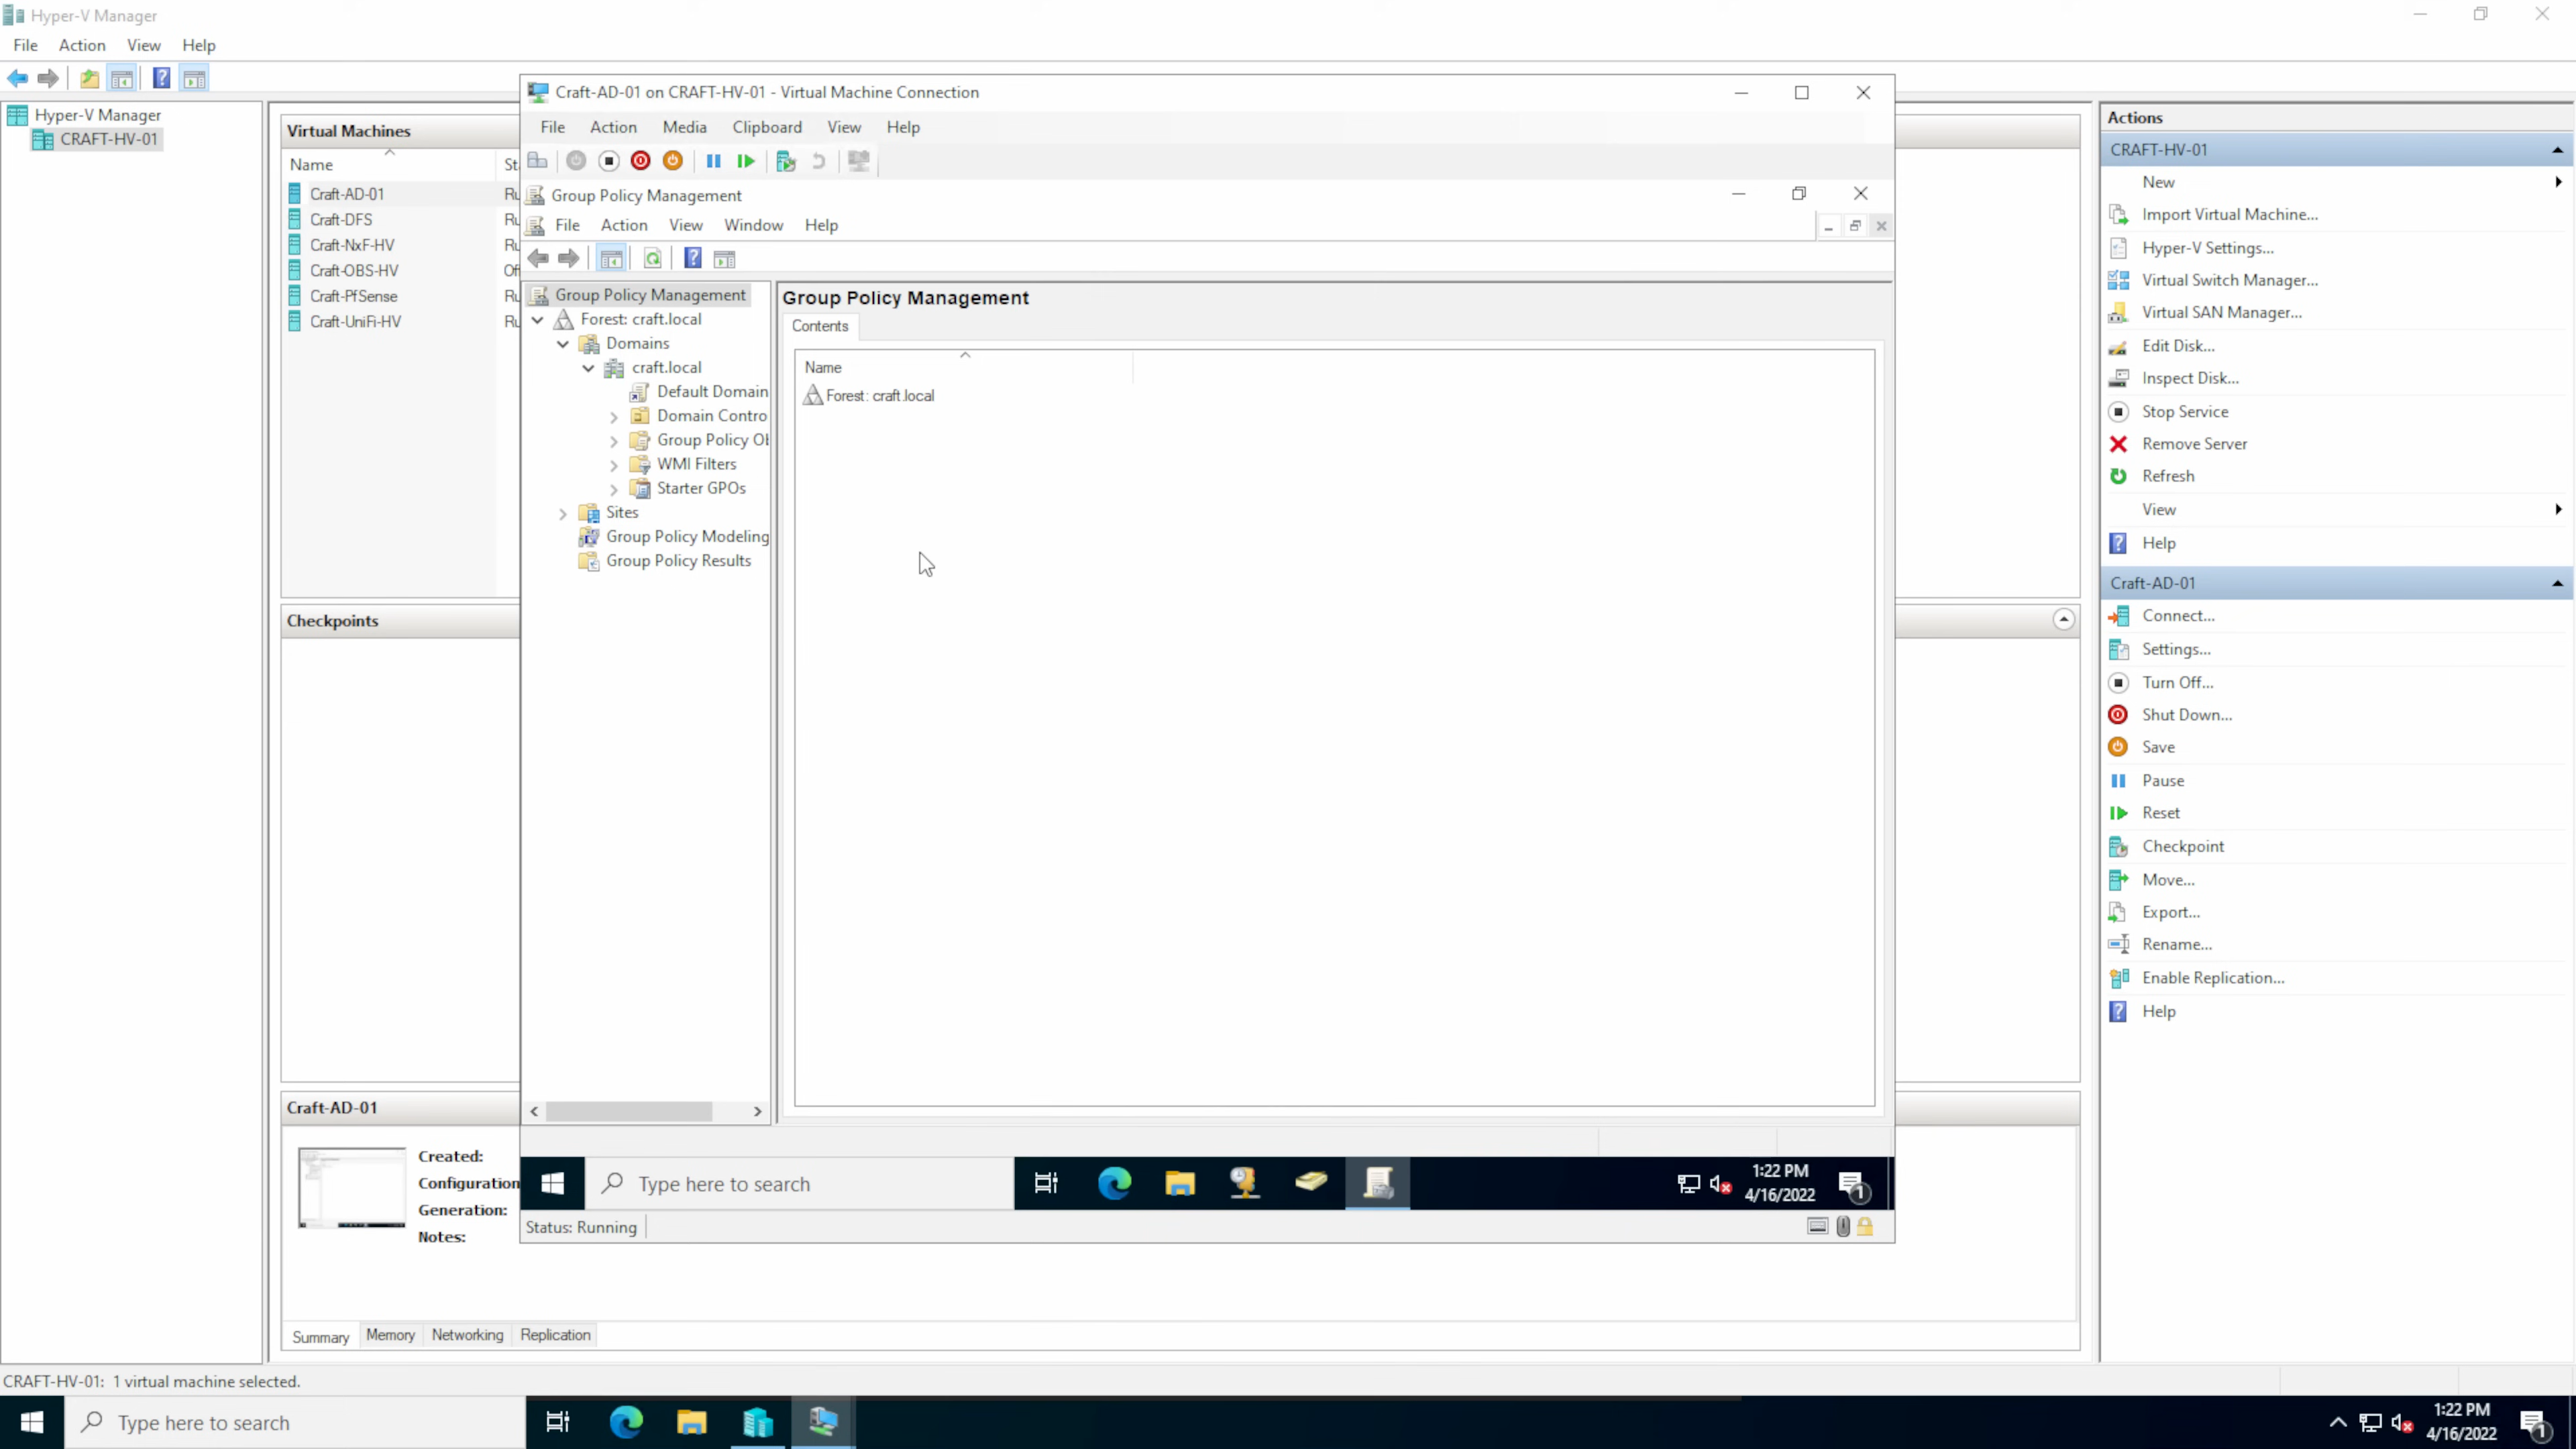 Hyper-V Manager
File Action View Help
Hyper-V Manager
CRAFT-HV-01
Virtual Machines
Name
Craft-AD-01
Craft-DFS
Craft-NxF-HV
Craft-OBS-HV
Craft-PfSense
Craft-UniFi-HV
Checkpoints
Craft-AD-01
Created:
Configuration
Generation:
Notes:
Summary Memory Networking Replication
CRAFT-HV-01: 1 virtual machine selected.
Craft-AD-01 on CRAFT-HV-01 - Virtual Machine Connection
File Action Media Clipboard View Help
Group Policy Management
File Action View Window Help
Group Policy Management
Forest: craft.local
Domains
craft.local
Default Domain
Domain Contro
Group Policy Ob
WMI Filters
Starter GPOs
Sites
Group Policy Modeling
Group Policy Results
Group Policy Management
Contents
Name
Forest: craft.local
Type here to search
1:22 PM
4/16/2022
1
Status: Running
Actions
CRAFT-HV-01
New
Import Virtual Machine...
Hyper-V Settings...
Virtual Switch Manager...
Virtual SAN Manager...
Edit Disk...
Inspect Disk...
Stop Service
Remove Server
Refresh
View
Help
Craft-AD-01
Connect...
Settings...
Turn Off...
Shut Down...
Save
Pause
Reset
Checkpoint
Move...
Export...
Rename...
Enable Replication...
Help
Type here to search
1:22 PM
4/16/2022
1